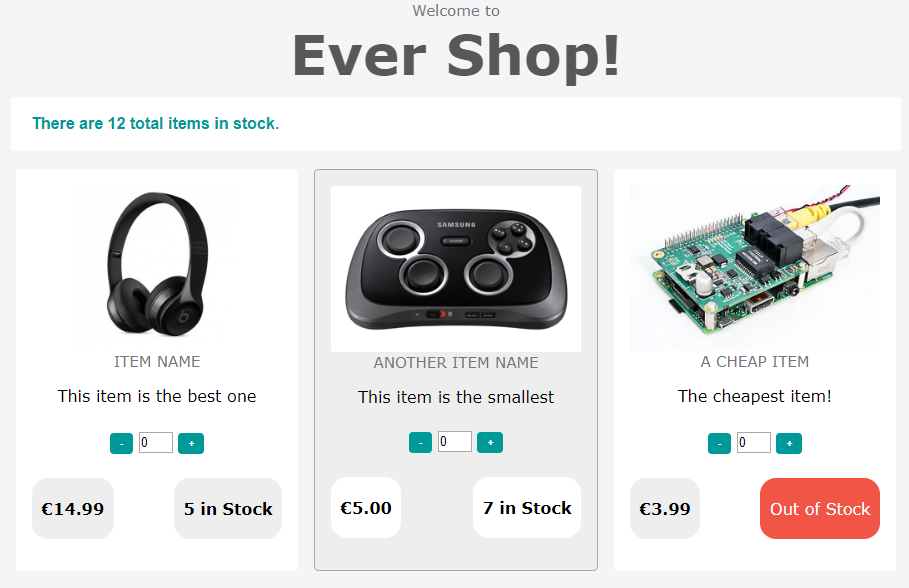 Welcome to
Ever Shop!
There are 12 total items in stock.
SAMSUNG
ITEM NAME
This item is the best one
- 0 +
€14.99
5 in Stock
ANOTHER ITEM NAME
This item is the smallest
- 0 +
€5.00
7 in Stock
A CHEAP ITEM
The cheapest item!
- 0 +
€3.99
Out of Stock